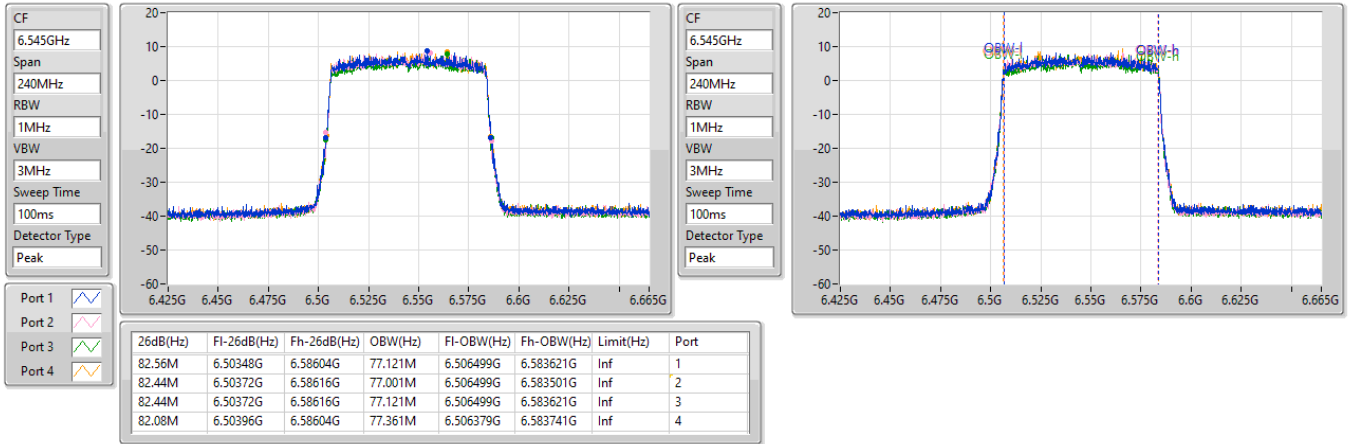 CF
6.545GHz
Span
240MHz
RBW
1MHz
VBW
3MHz
Sweep Time
100ms
Detector Type
Peak
20
10
0
-10
-20
-30
-40
-50
-60
6.425G 6.45G 6.475G 6.5G 6.525G 6.55G 6.575G 6.6G 6.625G 6.665G
CF
6.545GHz
Span
240MHz
RBW
1MHz
VBW
3MHz
Sweep Time
100ms
Detector Type
Peak
20
10
0
-10
-20
-30
-40
-50
-60
OBW-l OBW-h
6.425G 6.45G 6.475G 6.5G 6.525G 6.55G 6.575G 6.6G 6.625G 6.665G
Port 1
Port 2
Port 3
Port 4
26dB(Hz) Fl-26dB(Hz) Fh-26dB(Hz) OBW(Hz) Fl-OBW(Hz) Fh-OBW(Hz) Limit(Hz) Port
82.56M 6.50348G 6.58604G 77.121M 6.506499G 6.583621G Inf 1
82.44M 6.50372G 6.58616G 77.001M 6.506499G 6.583501G Inf 2
82.44M 6.50372G 6.58616G 77.121M 6.506499G 6.583621G Inf 3
82.08M 6.50396G 6.58604G 77.361M 6.506379G 6.583741G Inf 4